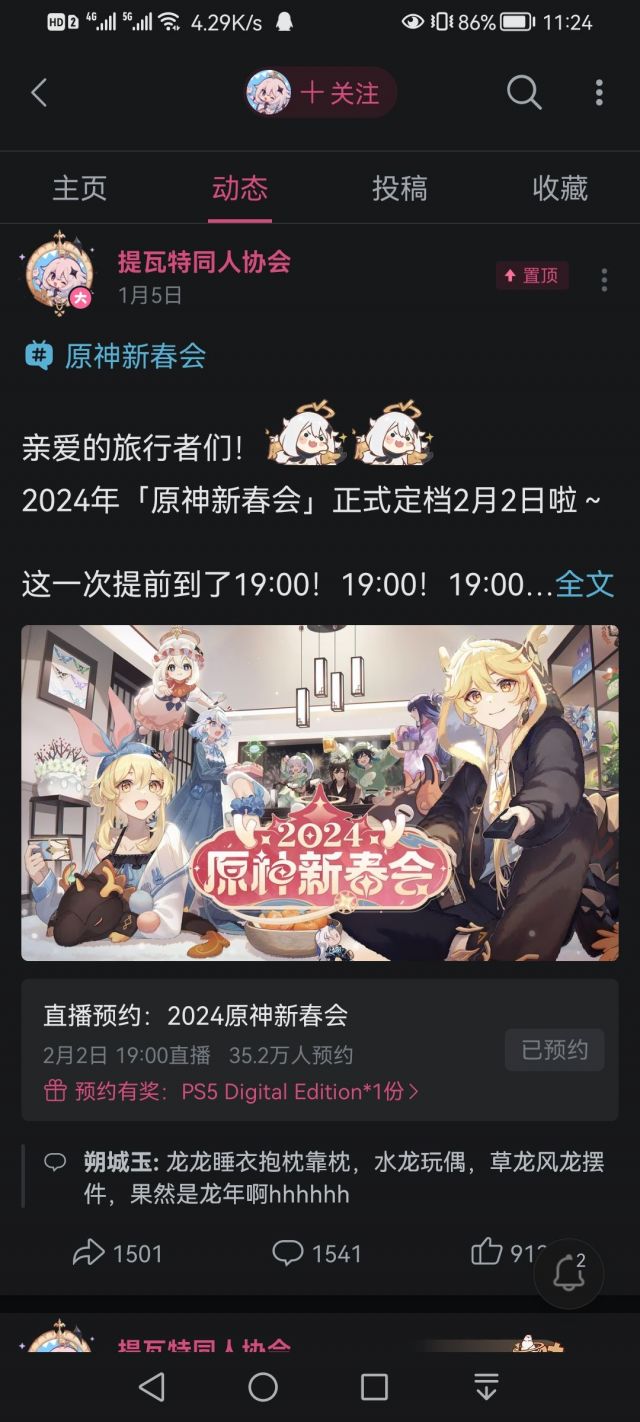 HD 2 4G 5G 4.29K/s 86% 11:24
+ 关注
主页 动态 投稿 收藏
提瓦特同人协会
大
置顶
1月5日
# 原神新春会
亲爱的旅行者们！
2024年「原神新春会」正式定档2月2日啦～
这一次提前到了19:00！19:00！19:00...全文
2024
原神新春会
直播预约：2024原神新春会
2月2日 19:00直播 35.2万人预约
已预约
预约有奖：PS5 Digital Edition*1份>
朔城玉: 龙龙睡衣抱枕靠枕，水龙玩偶，草龙风龙摆
件，果然是龙年啊hhhhhh
1501 1541 912
2
提瓦特同人协会